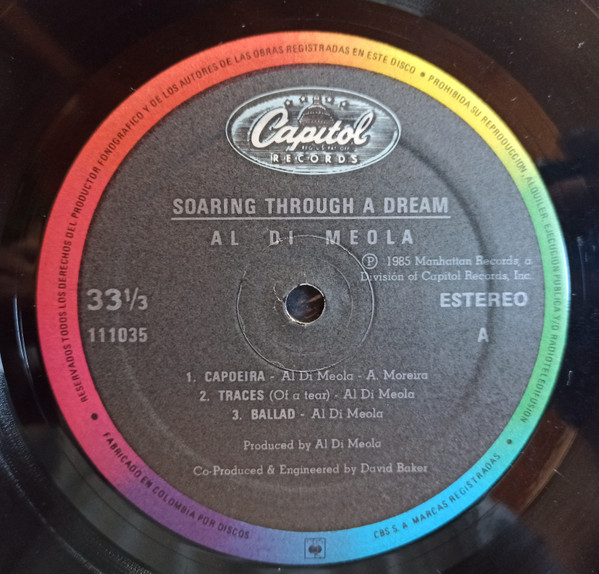 RESERVADOS TODOS LOS DERECHOS DEL PRODUCTOR FONOGRAFICO Y DE LOS AUTORES DE LAS OBRAS REGISTRADAS EN ESTE DISCO • PROHIBIDA SU REPRODUCCION, ALQUILER, EJECUCION PUBLICA Y/O RADIOTELEDIFUSION •
Capitol
RECORDS
SOARING THROUGH A DREAM
AL DI MEOLA
Ⓟ 1985 Manhattan Records, a
División of Capitol Records, Inc.
33 1/3
ESTEREO
111035
A
1. CAPOEIRA - Al Di Meola - A. Moreira
2. TRACES (Of a tear) - Al Di Meola
3. BALLAD - Al Di Meola
Produced by Al Di Meola
Co-Produced & Engineered by David Baker
• FABRICADO EN COLOMBIA POR DISCOS
CBS S. A. MARCAS REGISTRADAS •